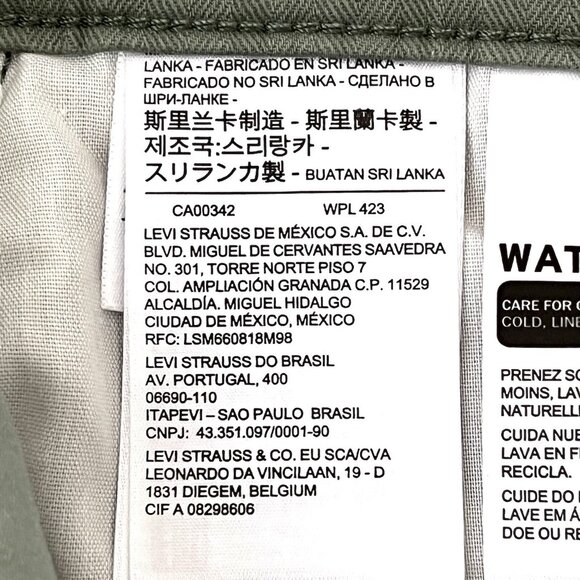 LANKA - FABRICADO EN SRI LANKA -
FABRICADO NO SRI LANKA - СДЕЛАНО В
ШРИ-ЛАНКЕ -
斯里兰卡制造 - 斯里蘭卡製 -
제조국:스리랑카 -
スリランカ製 - BUATAN SRI LANKA
CA00342 WPL 423
LEVI STRAUSS DE MÉXICO S.A. DE C.V.
BLVD. MIGUEL DE CERVANTES SAAVEDRA
NO. 301, TORRE NORTE PISO 7
COL. AMPLIACIÓN GRANADA C.P. 11529
ALCALDÍA. MIGUEL HIDALGO
CIUDAD DE MÉXICO, MÉXICO
RFC: LSM660818M98
LEVI STRAUSS DO BRASIL
AV. PORTUGAL, 400
06690-110
ITAPEVI – SAO PAULO BRASIL
CNPJ: 43.351.097/0001-90
LEVI STRAUSS & CO. EU SCA/CVA
LEONARDO DA VINCILAAN, 19 - D
1831 DIEGEM, BELGIUM
CIF A 08298606
WAT
CARE FOR
COLD, LINE
PRENEZ
MOINS, LAV
NATURELLE
CUIDA NUE
LAVA EN
RECICLA.
CUIDE DO
LAVE EM
DOE OU RE